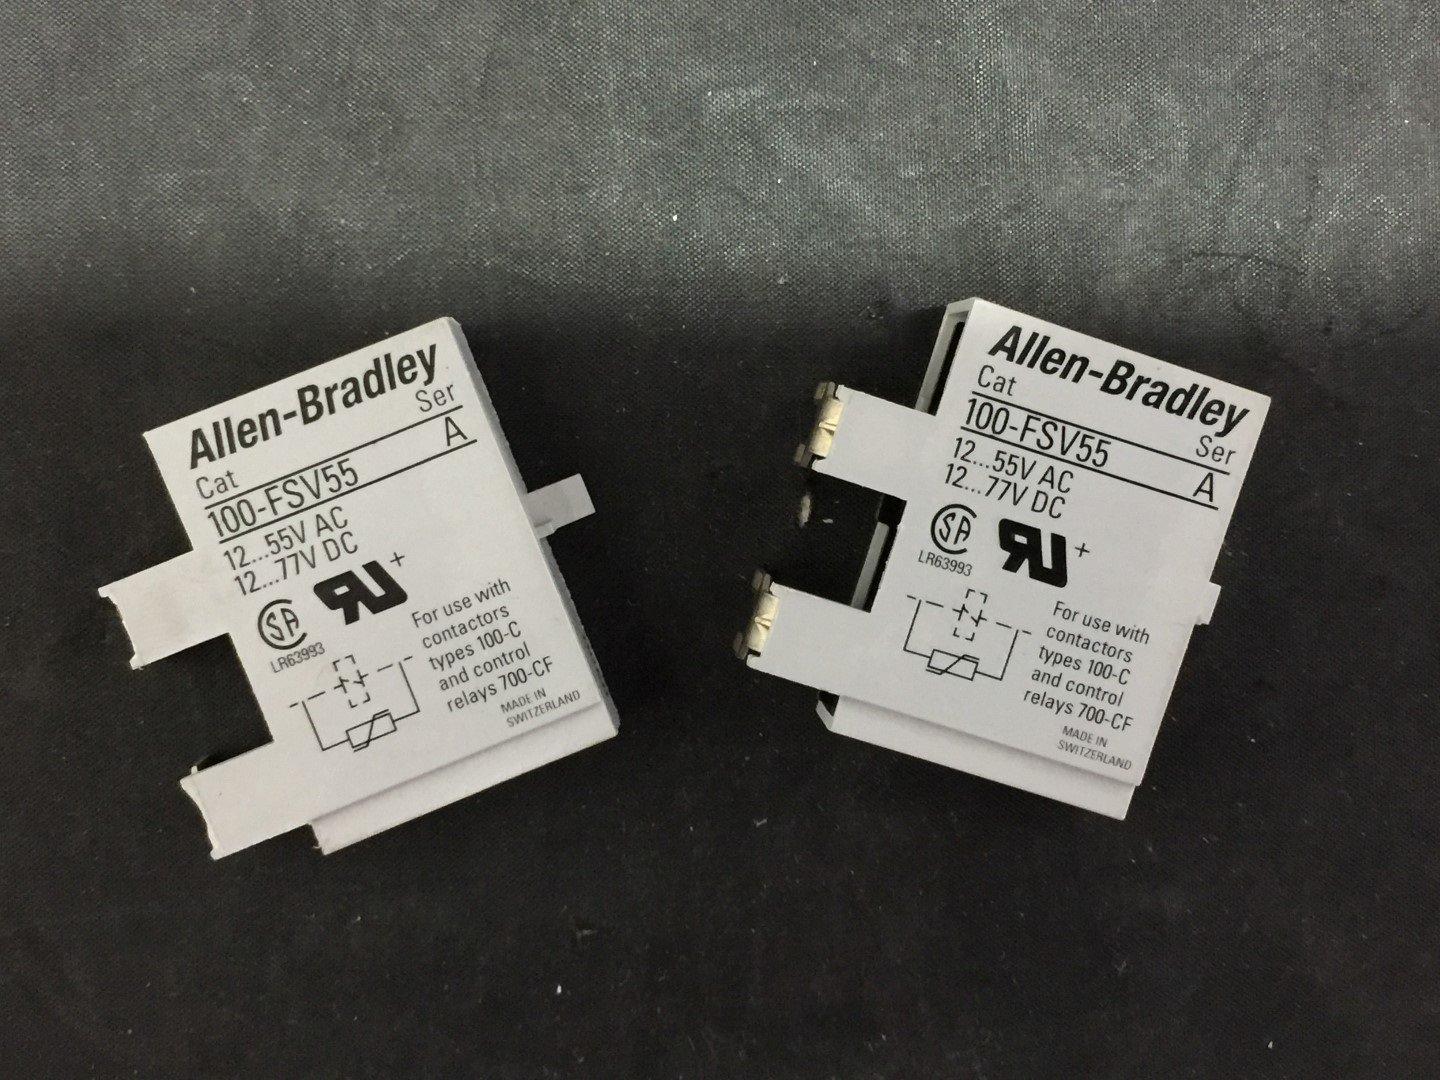 Allen-Bradley
Cat Ser
100-FSV55 A
12...55V AC
12...77V DC
LR63993
For use with
contactors
types 100-C
and control
relays 700-CF
MADE IN
SWITZERLAND
Allen-Bradley
Cat Ser
100-FSV55 A
12...55V AC
12...77V DC
LR63993
For use with
contactors
types 100-C
and control
relays 700-CF
MADE IN
SWITZERLAND